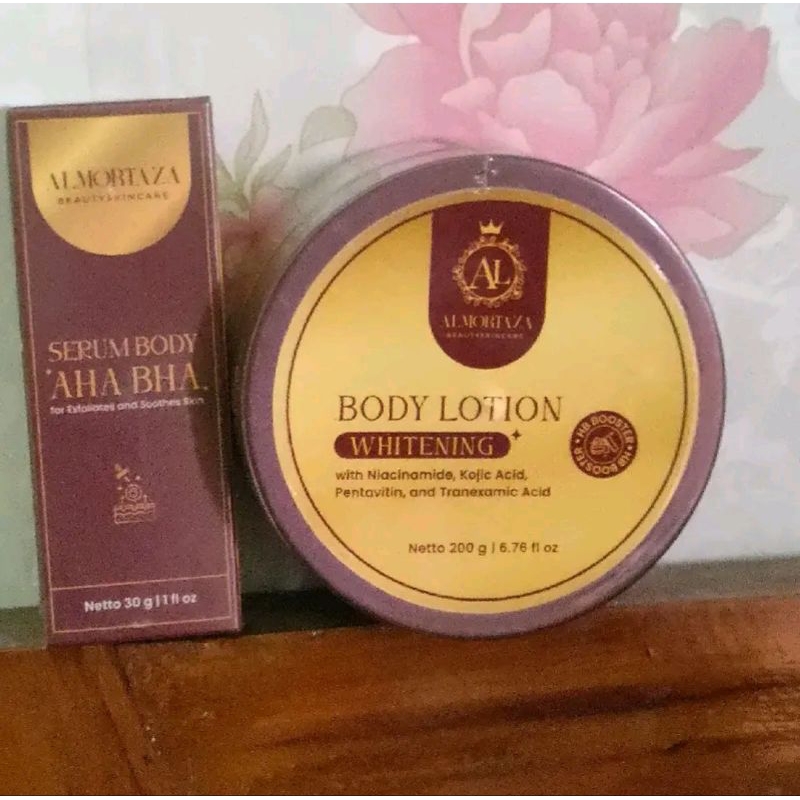 ALMORTAZA
BEAUTYSKINCARE
SERUM BODY
AHA BHA
for Exfoliates and Soothes Skin
Netto 30 g | 1 fl oz
AL
ALMORTAZA
BEAUTYSKINCARE
BODY LOTION
WHITENING
with Niacinamide, Kojic Acid,
Pentavitin, and Tranexamic Acid
HB BOOSTER • HB BOOSTER •
Netto 200 g | 6.76 fl oz